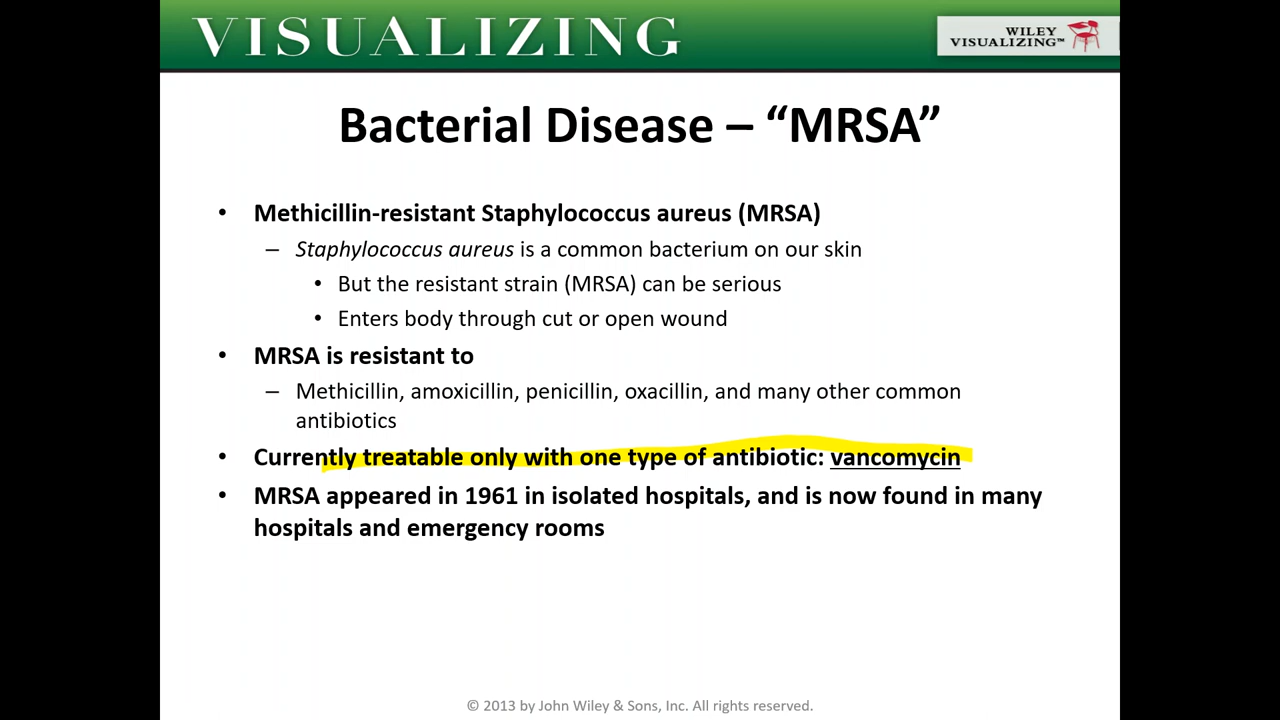 VISUALIZING
WILEY
VISUALIZING™
Bacterial Disease – “MRSA”
• Methicillin-resistant Staphylococcus aureus (MRSA)
– Staphylococcus aureus is a common bacterium on our skin
• But the resistant strain (MRSA) can be serious
• Enters body through cut or open wound
• MRSA is resistant to
– Methicillin, amoxicillin, penicillin, oxacillin, and many other common
antibiotics
• Currently treatable only with one type of antibiotic: vancomycin
• MRSA appeared in 1961 in isolated hospitals, and is now found in many
hospitals and emergency rooms
© 2013 by John Wiley & Sons, Inc. All rights reserved.